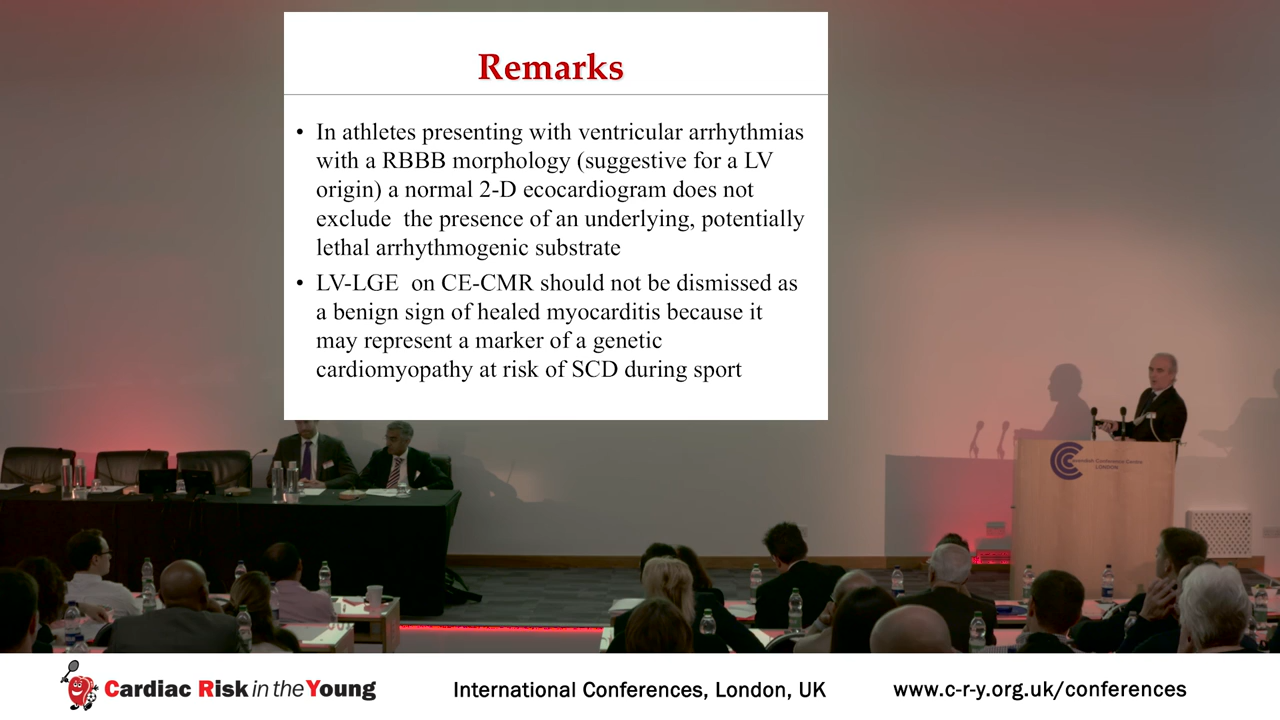 Remarks
• In athletes presenting with ventricular arrhythmias
with a RBBB morphology (suggestive for a LV
origin) a normal 2-D ecocardiogram does not
exclude the presence of an underlying, potentially
lethal arrhythmogenic substrate
• LV-LGE on CE-CMR should not be dismissed as
a benign sign of healed myocarditis because it
may represent a marker of a genetic
cardiomyopathy at risk of SCD during sport
Conference Centre
LONDON
Cardiac Risk in the Young
International Conferences, London, UK
www.c-r-y.org.uk/conferences